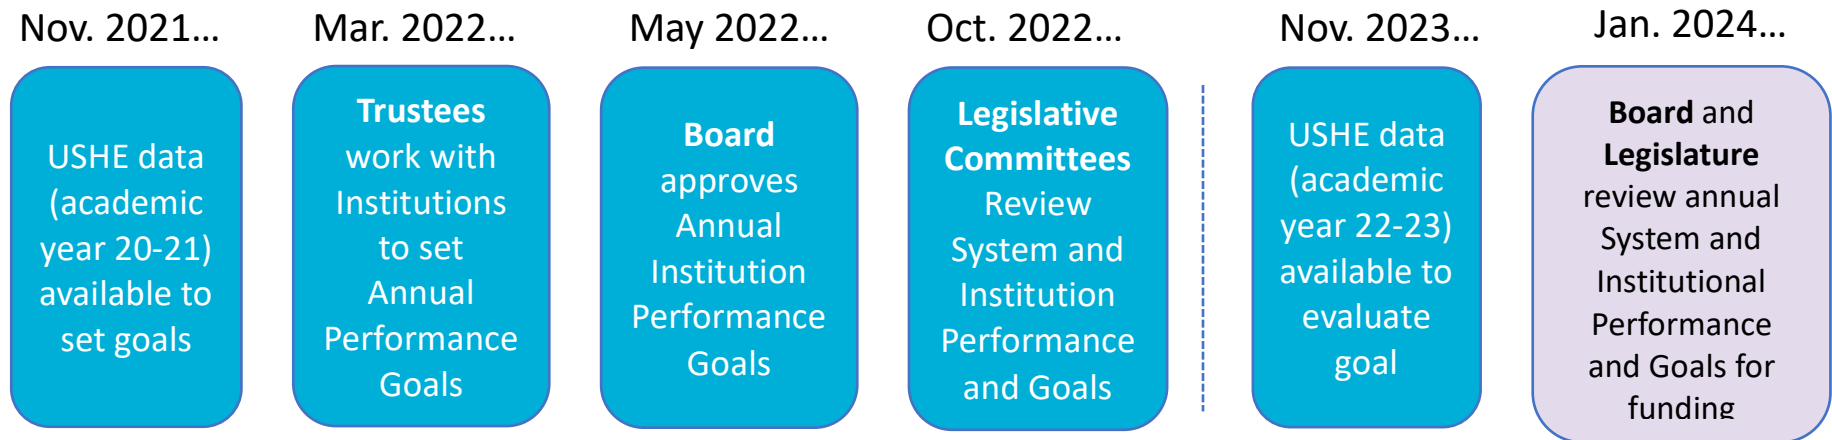 Nov. 2021...
USHE data
(academic
year 20-21)
available to
set goals
Mar. 2022...
Trustees
work with
Institutions
to set
Annual
Performance
Goals
May 2022...
Board
approves
Annual
Institution
Performance
Goals
Oct. 2022...
Legislative
Committees
Review
System and
Institution
Performance
and Goals
Nov. 2023...
USHE data
(academic
year 22-23)
available to
evaluate
goal
Jan. 2024...
Board and
Legislature
review annual
System and
Institutional
Performance
and Goals for
funding